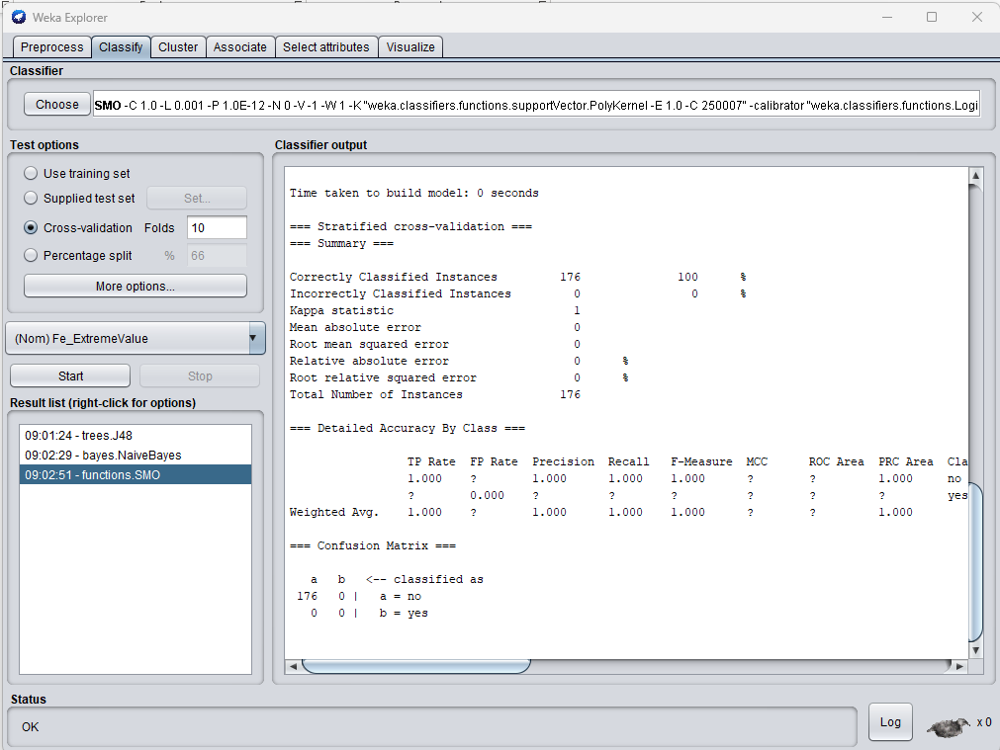 Weka Explorer
Preprocess Classify Cluster Associate Select attributes Visualize
Classifier
Choose SMO -C 1.0 -L 0.001 -P 1.0E-12 -N 0 -V -1 -W 1 -K "weka.classifiers.functions.supportVector.PolyKernel -E 1.0 -C 250007" -calibrator "weka.classifiers.functions.Logi
Test options
Use training set
Supplied test set Set...
Cross-validation Folds 10
Percentage split % 66
More options...
(Nom) Fe_ExtremeValue
Start Stop
Result list (right-click for options)
09:01:24 - trees.J48
09:02:29 - bayes.NaiveBayes
09:02:51 - functions.SMO
Classifier output
Time taken to build model: 0 seconds
=== Stratified cross-validation ===
=== Summary ===
Correctly Classified Instances 176 100 %
Incorrectly Classified Instances 0 0 %
Kappa statistic 1
Mean absolute error 0
Root mean squared error 0
Relative absolute error 0 %
Root relative squared error 0 %
Total Number of Instances 176
=== Detailed Accuracy By Class ===
TP Rate FP Rate Precision Recall F-Measure MCC ROC Area PRC Area Cla
1.000 ? 1.000 1.000 1.000 ? ? 1.000 no
? 0.000 ? ? ? ? ? ? yes
Weighted Avg. 1.000 ? 1.000 1.000 1.000 ? ? 1.000
=== Confusion Matrix ===
a b <-- classified as
176 0 | a = no
0 0 | b = yes
Status
OK
Log x 0